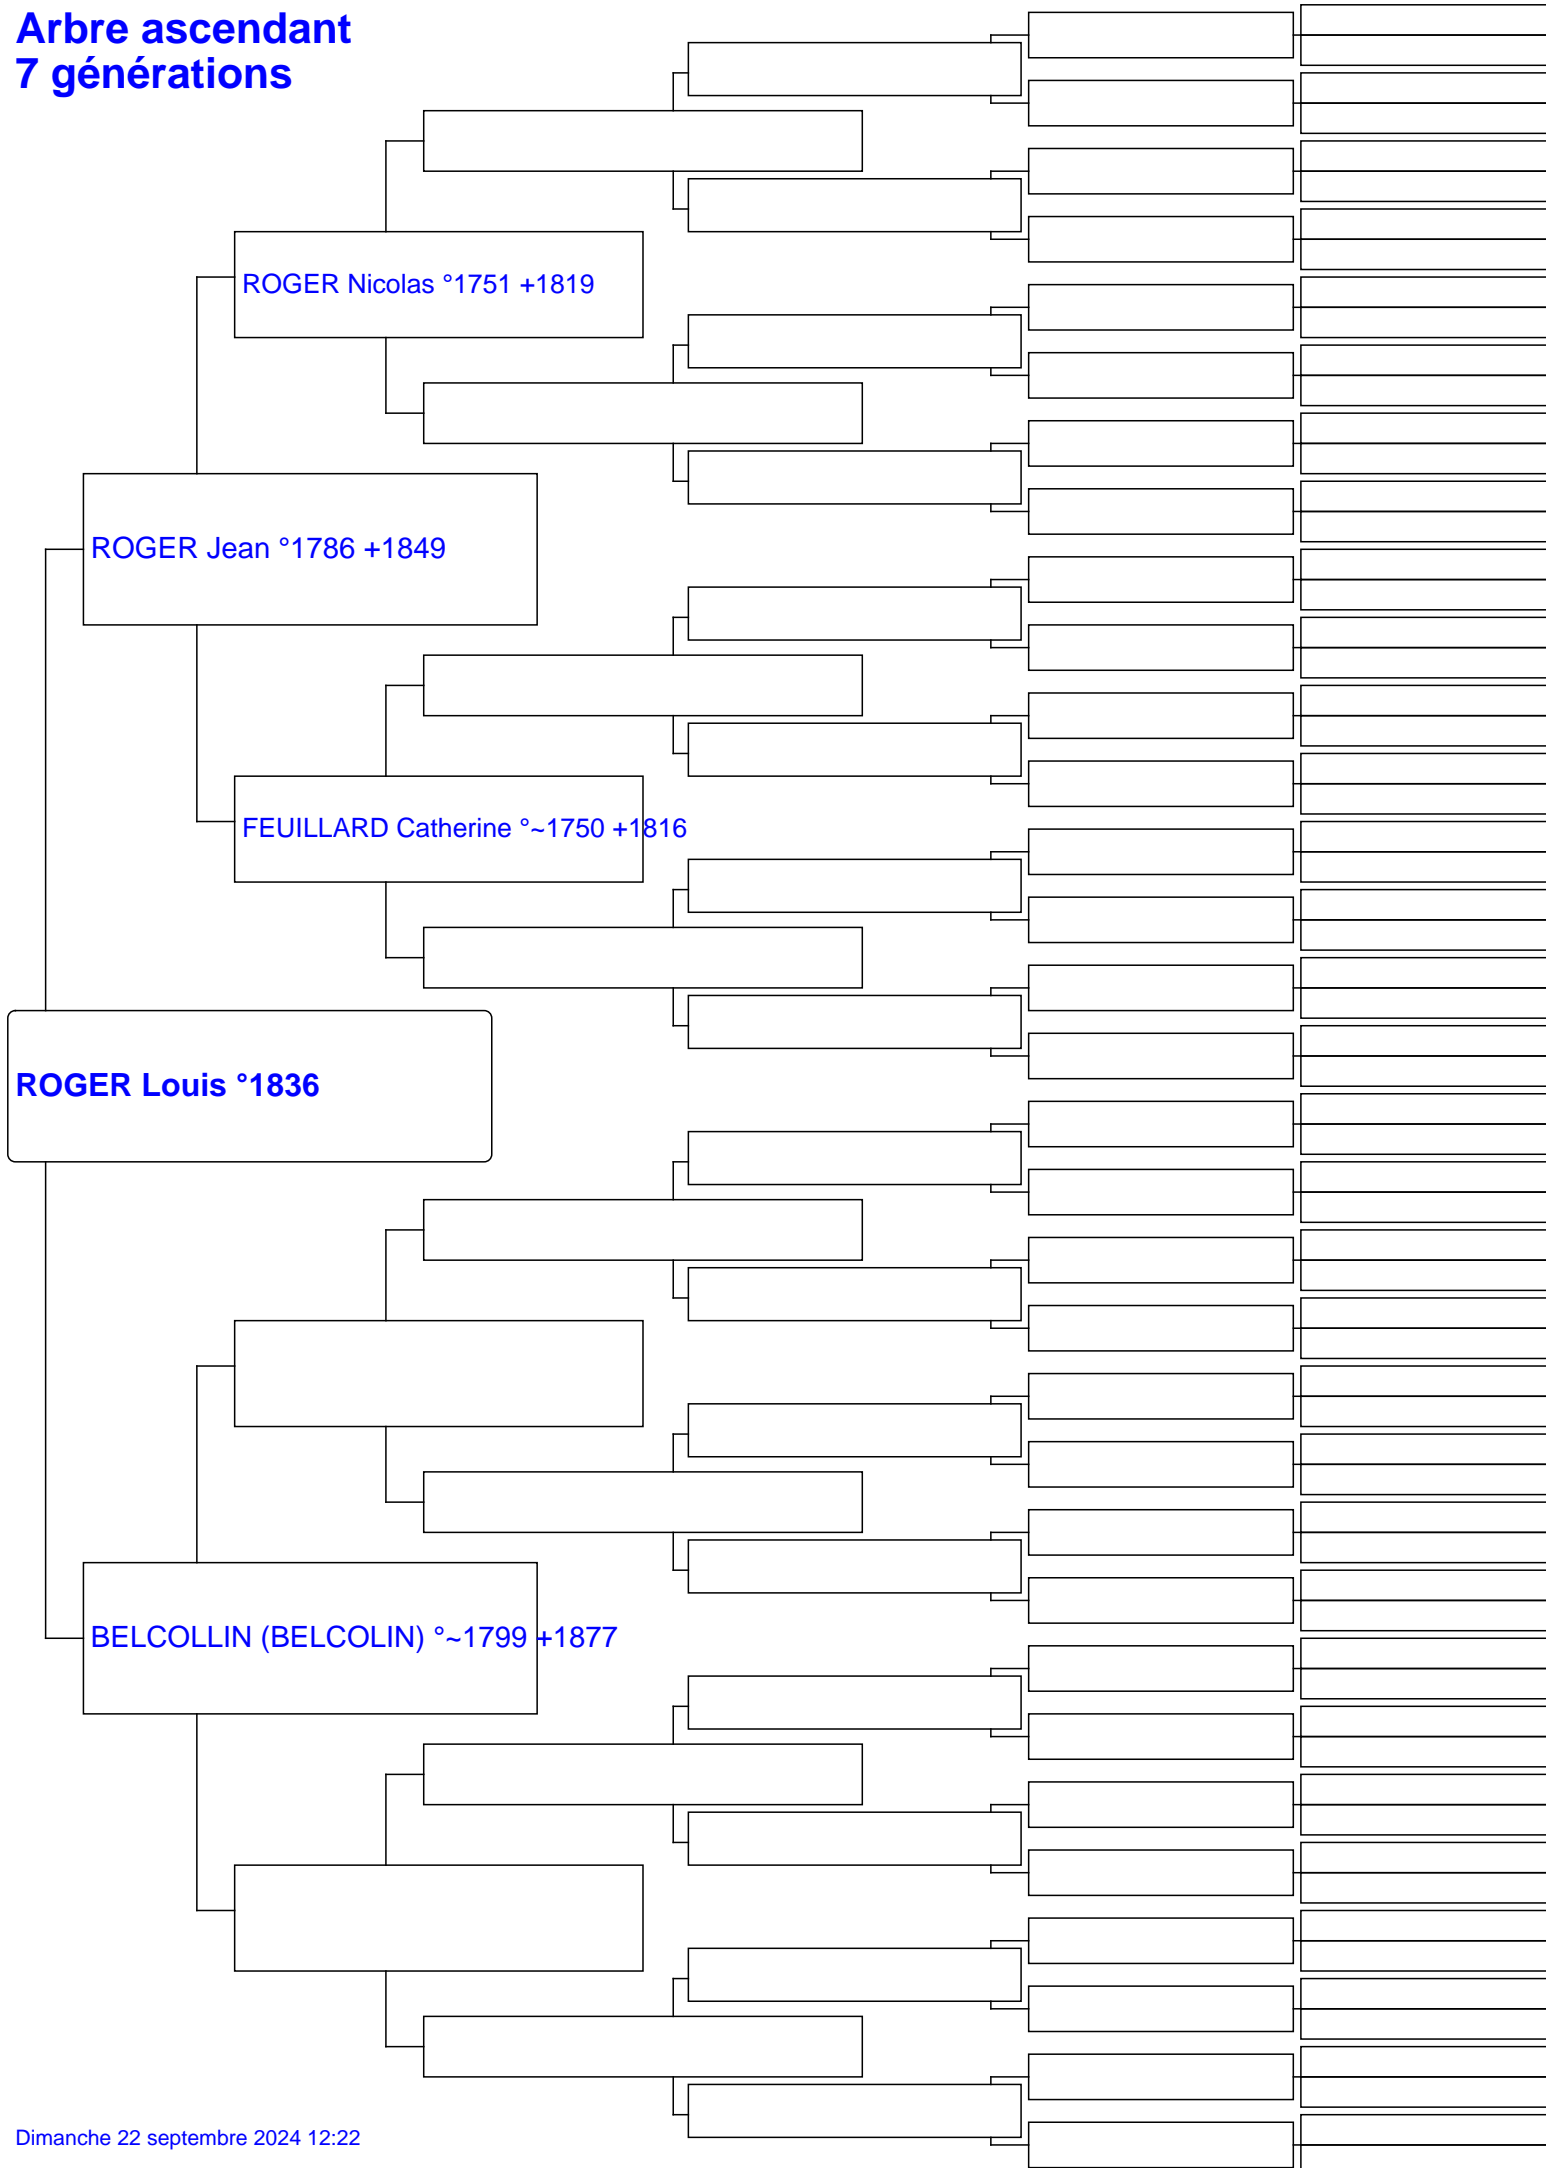 Arbre ascendant
7 générations
ROGER Nicolas °1751 +1819
ROGER Jean °1786 +1849
FEUILLARD Catherine °~1750 +1816
ROGER Louis °1836
BELCOLLIN (BELCOLIN) °~1799 +1877
Dimanche 22 septembre 2024 12:22